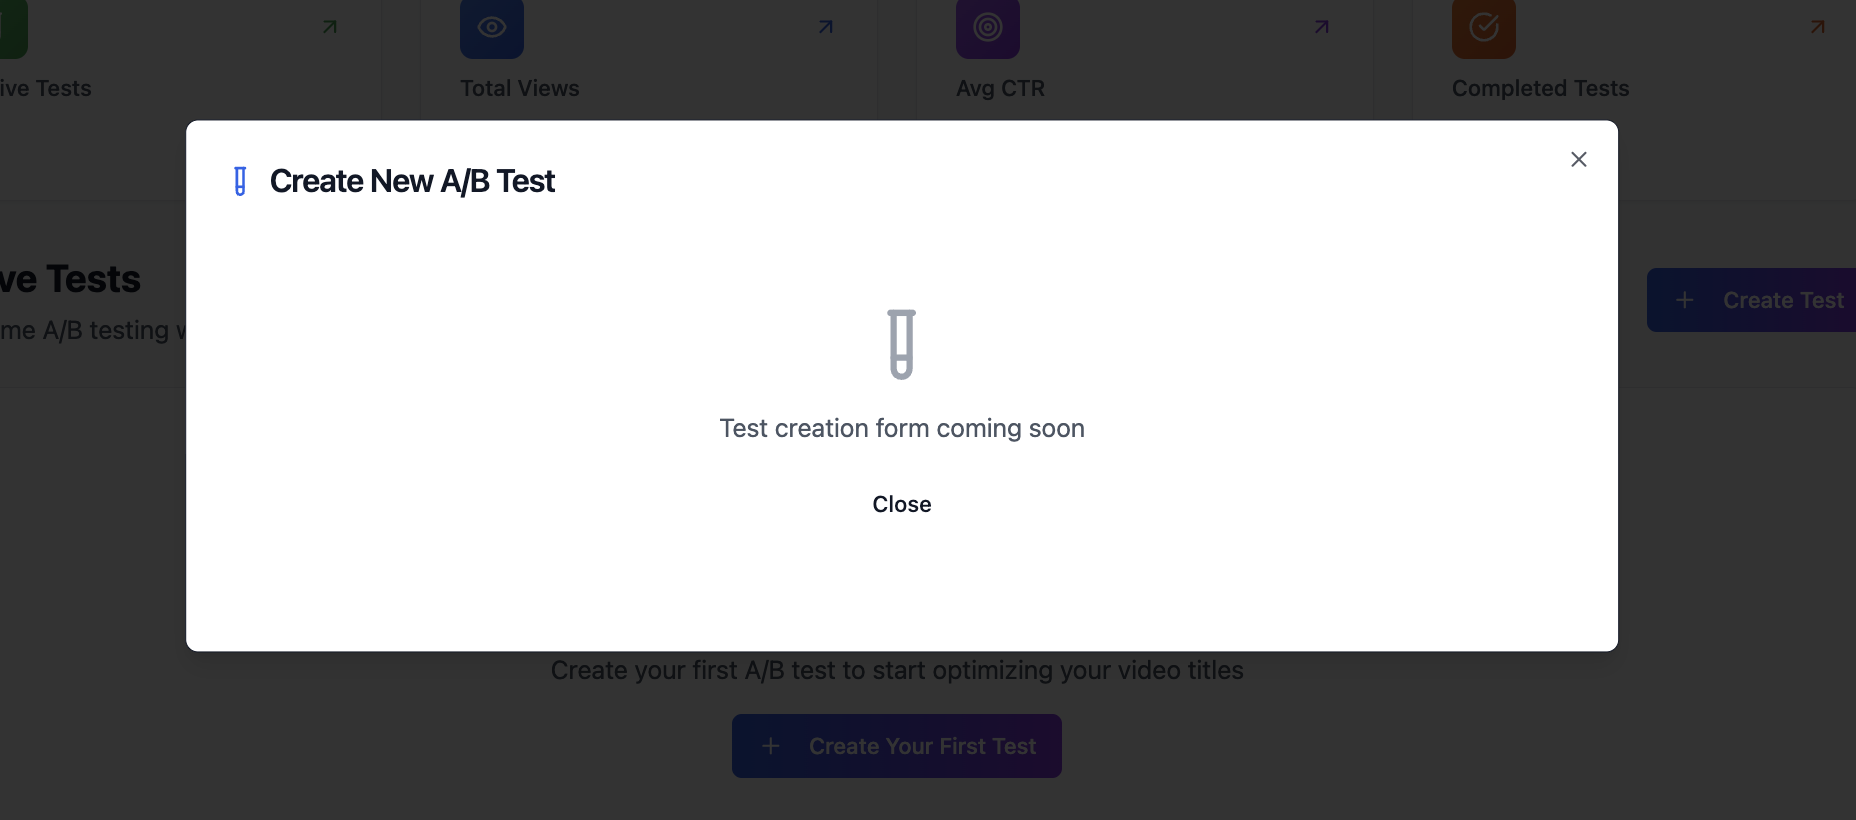 ive Tests
Total Views
Avg CTR
Completed Tests
Create New A/B Test
ve Tests
me A/B testing
Create Test
Test creation form coming soon
Close
Create your first A/B test to start optimizing your video titles
Create Your First Test